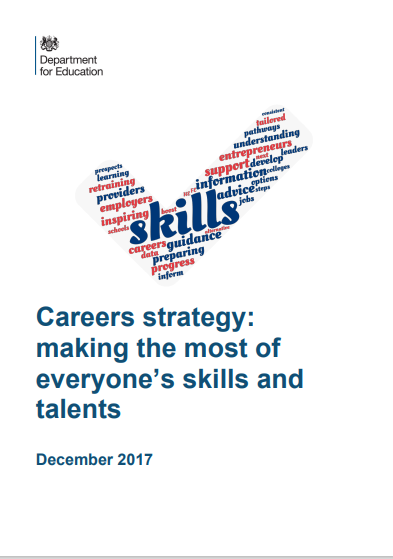 Department
for Education
consistent
tailored
pathways
understanding
entrepreneurs
next leaders
support develop
prospects
learning
information colleges
retraining
options
providers
advice steps
employers
jobs
boost
inspiring
skills
schools
alternative
careers guidance
data
preparing
progress
inform
Careers strategy:
making the most of
everyone’s skills and
talents
December 2017